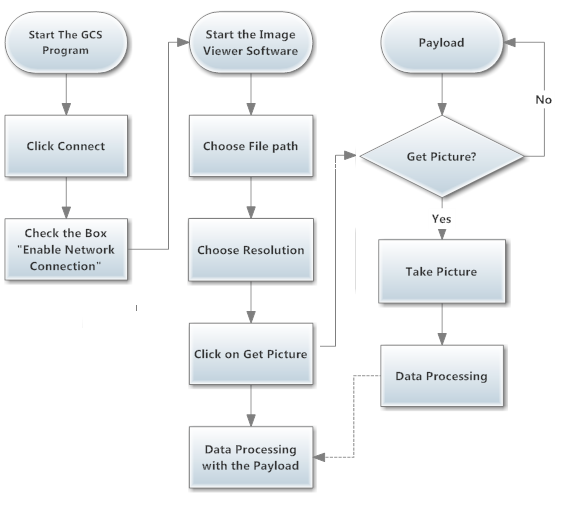 Start The GCS
Program
Click Connect
Check the Box
"Enable Network
Connection"
Start the Image
Viewer Software
Choose File path
Choose Resolution
Click on Get Picture
Data Processing
with the Payload
Payload
No
Get Picture?
Yes
Take Picture
Data Processing